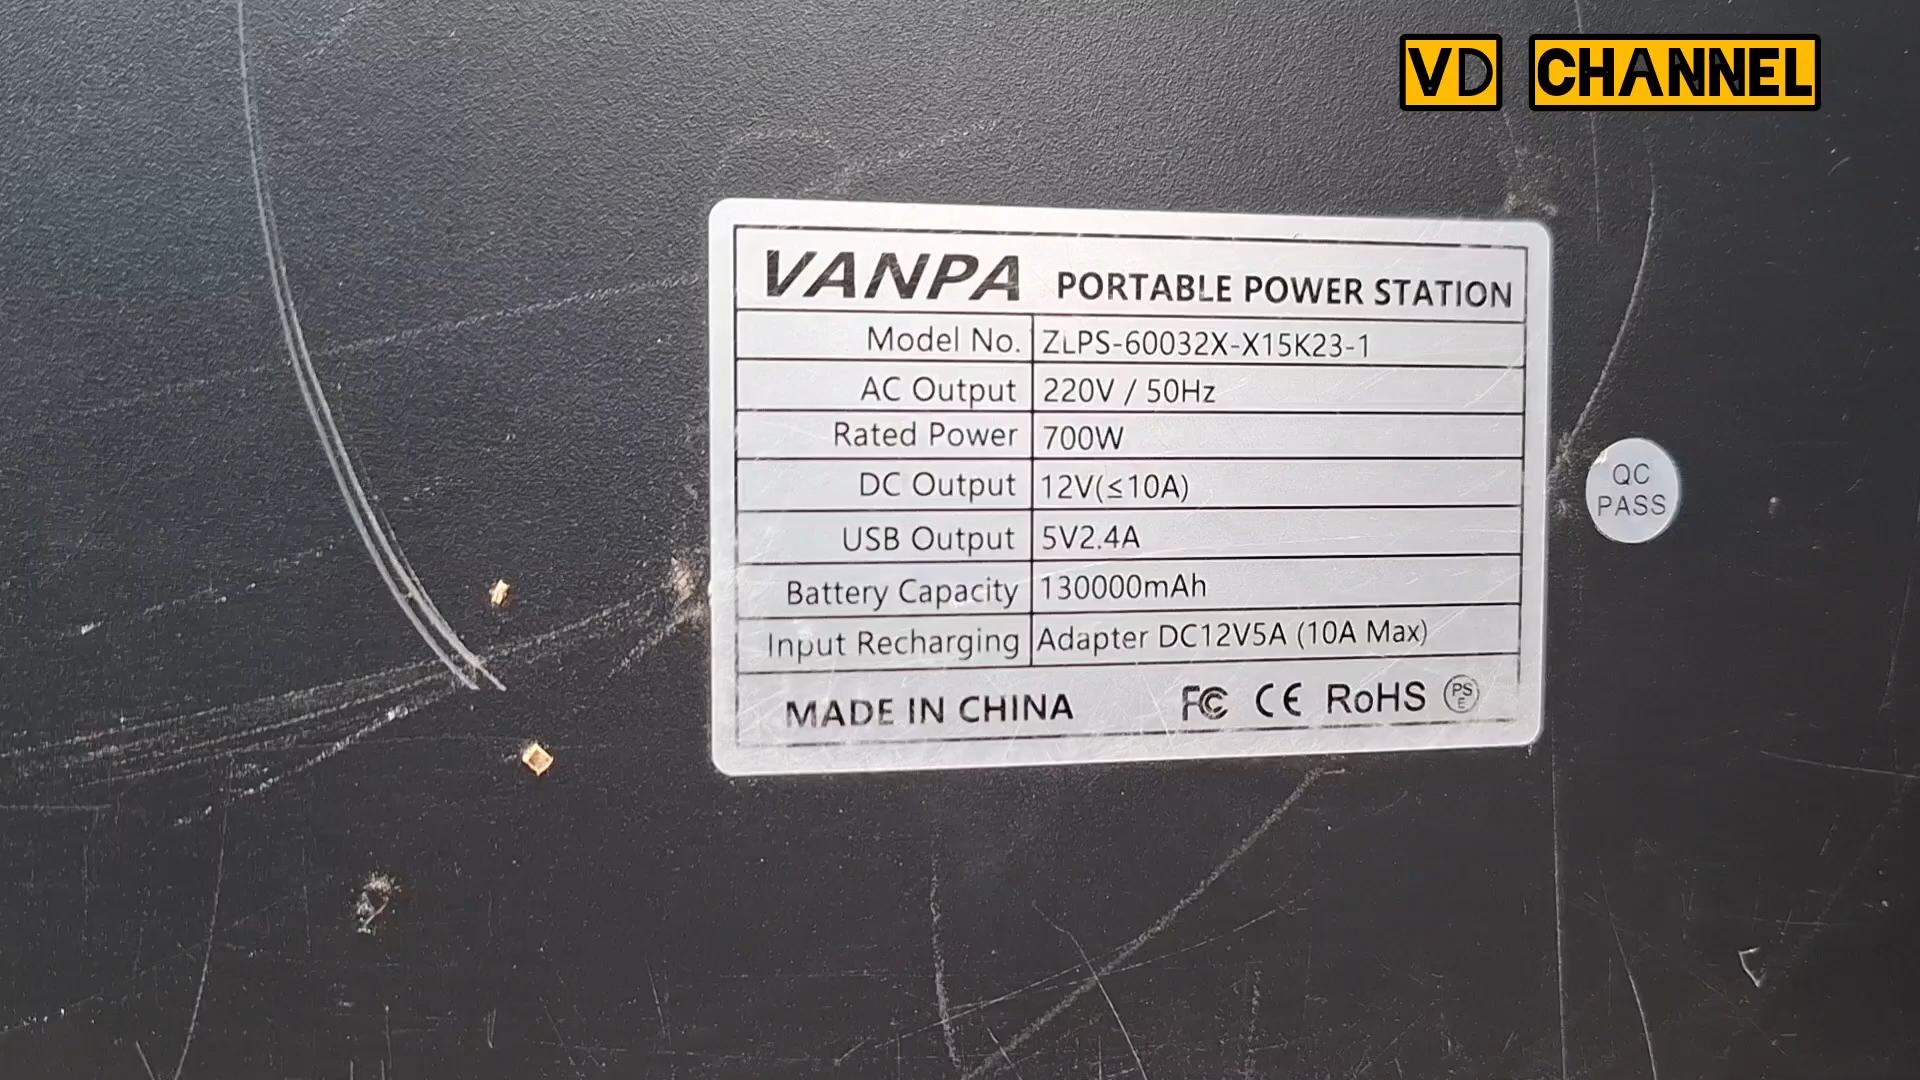 VD CHANNEL
VANPA PORTABLE POWER STATION
Model No. ZLPS-60032X-X15K23-1
AC Output 220V / 50Hz
Rated Power 700W
DC Output 12V(≤10A)
USB Output 5V2.4A
Battery Capacity 130000mAh
Input Recharging Adapter DC12V5A (10A Max)
MADE IN CHINA FC CE RoHS PSE
QC
PASS